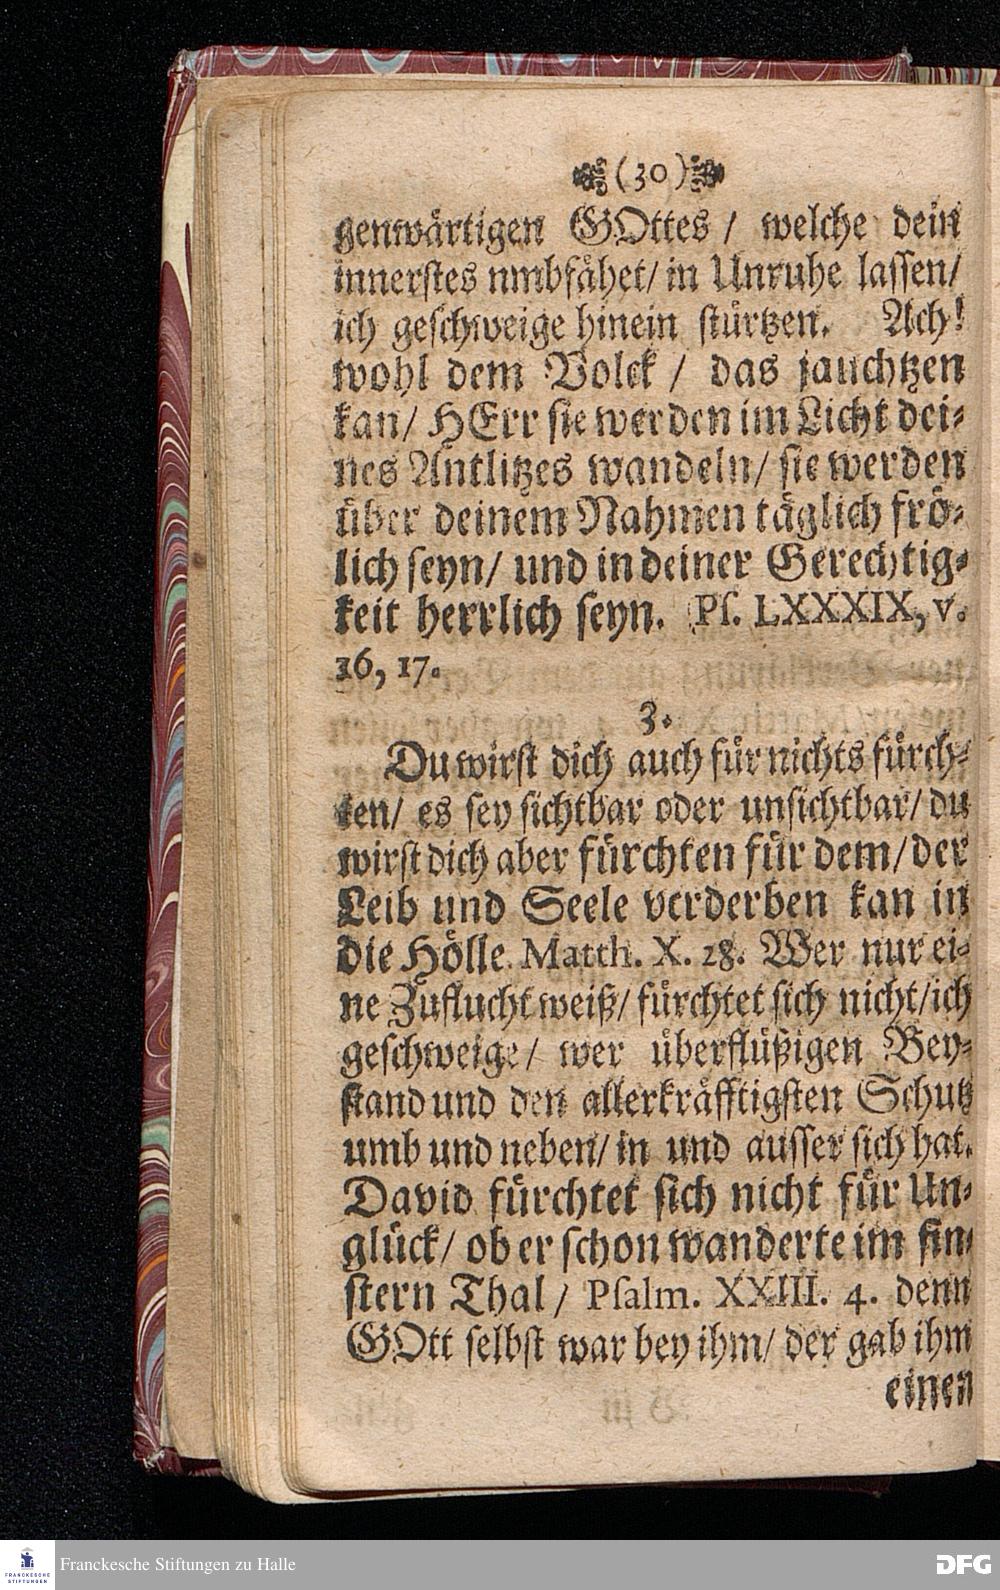 (30)
genwärtigen GOttes / welche dein
innerstes umbfähet/ in Unruhe lassen/
ich geschweige hinein stürtzen. Ach!
wohl dem Volck / das jauchtzen
kan/ HErr sie werden im Licht dei-
nes Antlitzes wandeln/ sie werden
über deinem Nahmen täglich frö-
lich seyn/ und in deiner Gerechtig-
keit herrlich seyn. Ps. LXXXIX, v.
16, 17.
3.
Du wirst dich auch für nichts fürch-
ten/ es sey sichtbar oder unsichtbar/ du
wirst dich aber fürchten für dem/ der
Leib und Seele verderben kan in
die Hölle. Matth. X. 28. Wer nur ei-
ne Zuflucht weiß/ fürchtet sich nicht/ ich
geschweige/ wer überflüßigen Bey-
stand und den allerkräfftigsten Schutz
umb und neben/ in und ausser sich hat.
David fürchtet sich nicht für Un-
glück/ ob er schon wanderte im fin-
stern Thal / Psalm. XXIII. 4. denn
GOtt selbst war bey ihm/ der gab ihm
einen
Franckesche Stiftungen zu Halle
DFG
FRANCKESCHE
STIFTUNGEN